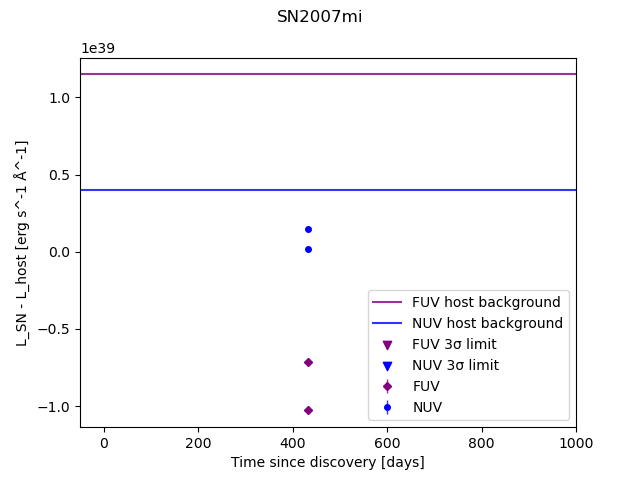 SN2007mi
1e39
1.0
0.5
0.0
−0.5
−1.0
L_SN - L_host [erg s^-1 Å^-1]
FUV host background
NUV host background
FUV 3σ limit
NUV 3σ limit
FUV
NUV
0 200 400 600 800 1000
Time since discovery [days]